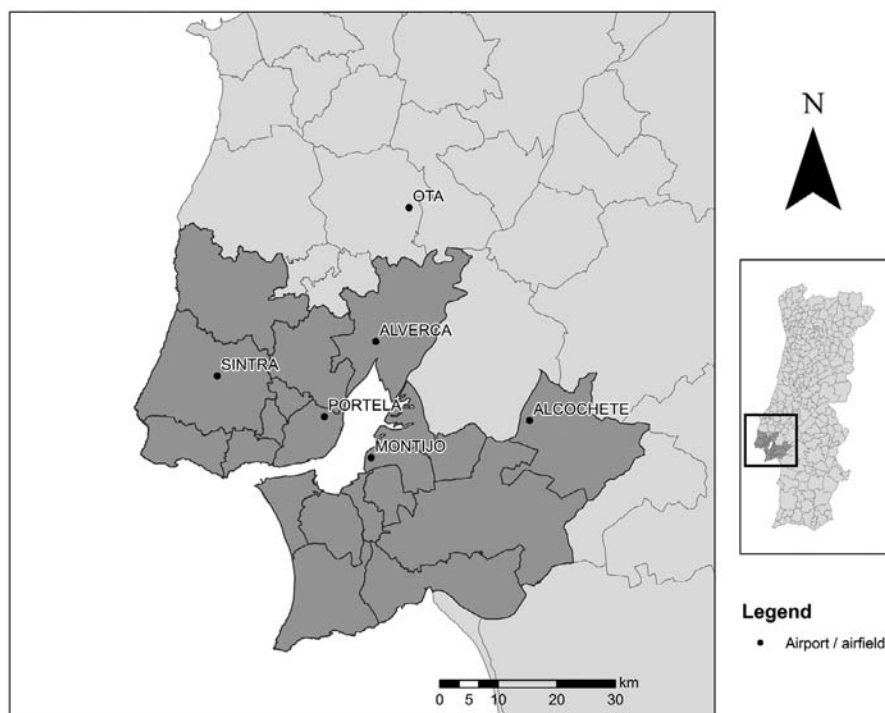 OTA
ALVERCA
SINTRA
PORTELA
ALCOCHETE
MONTIJO
km
0 5 10 20 30
N
Legend
Airport / airfield